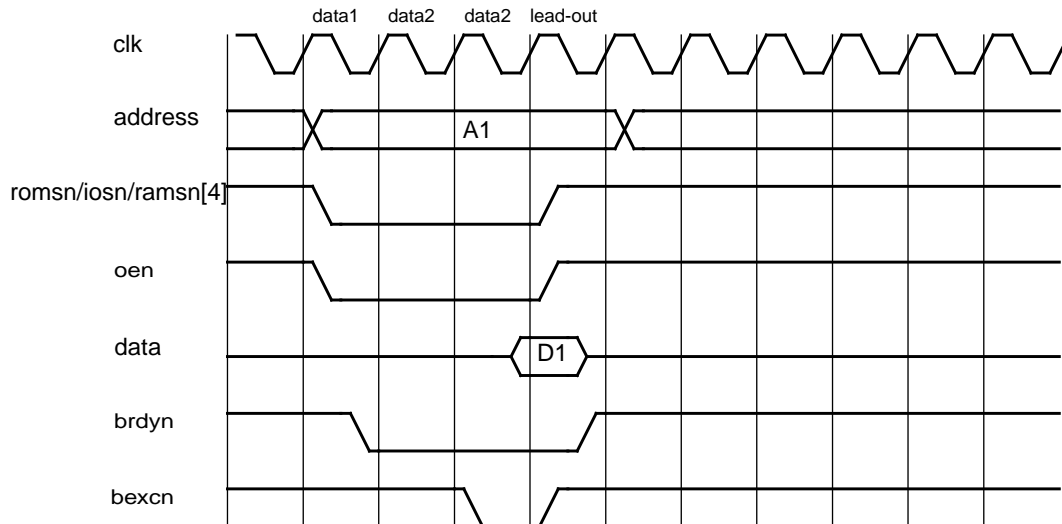 data1 data2 data2 lead-out
clk
address
A1
romsn/iosn/ramsn[4]
oen
data
D1
brdyn
bexcn